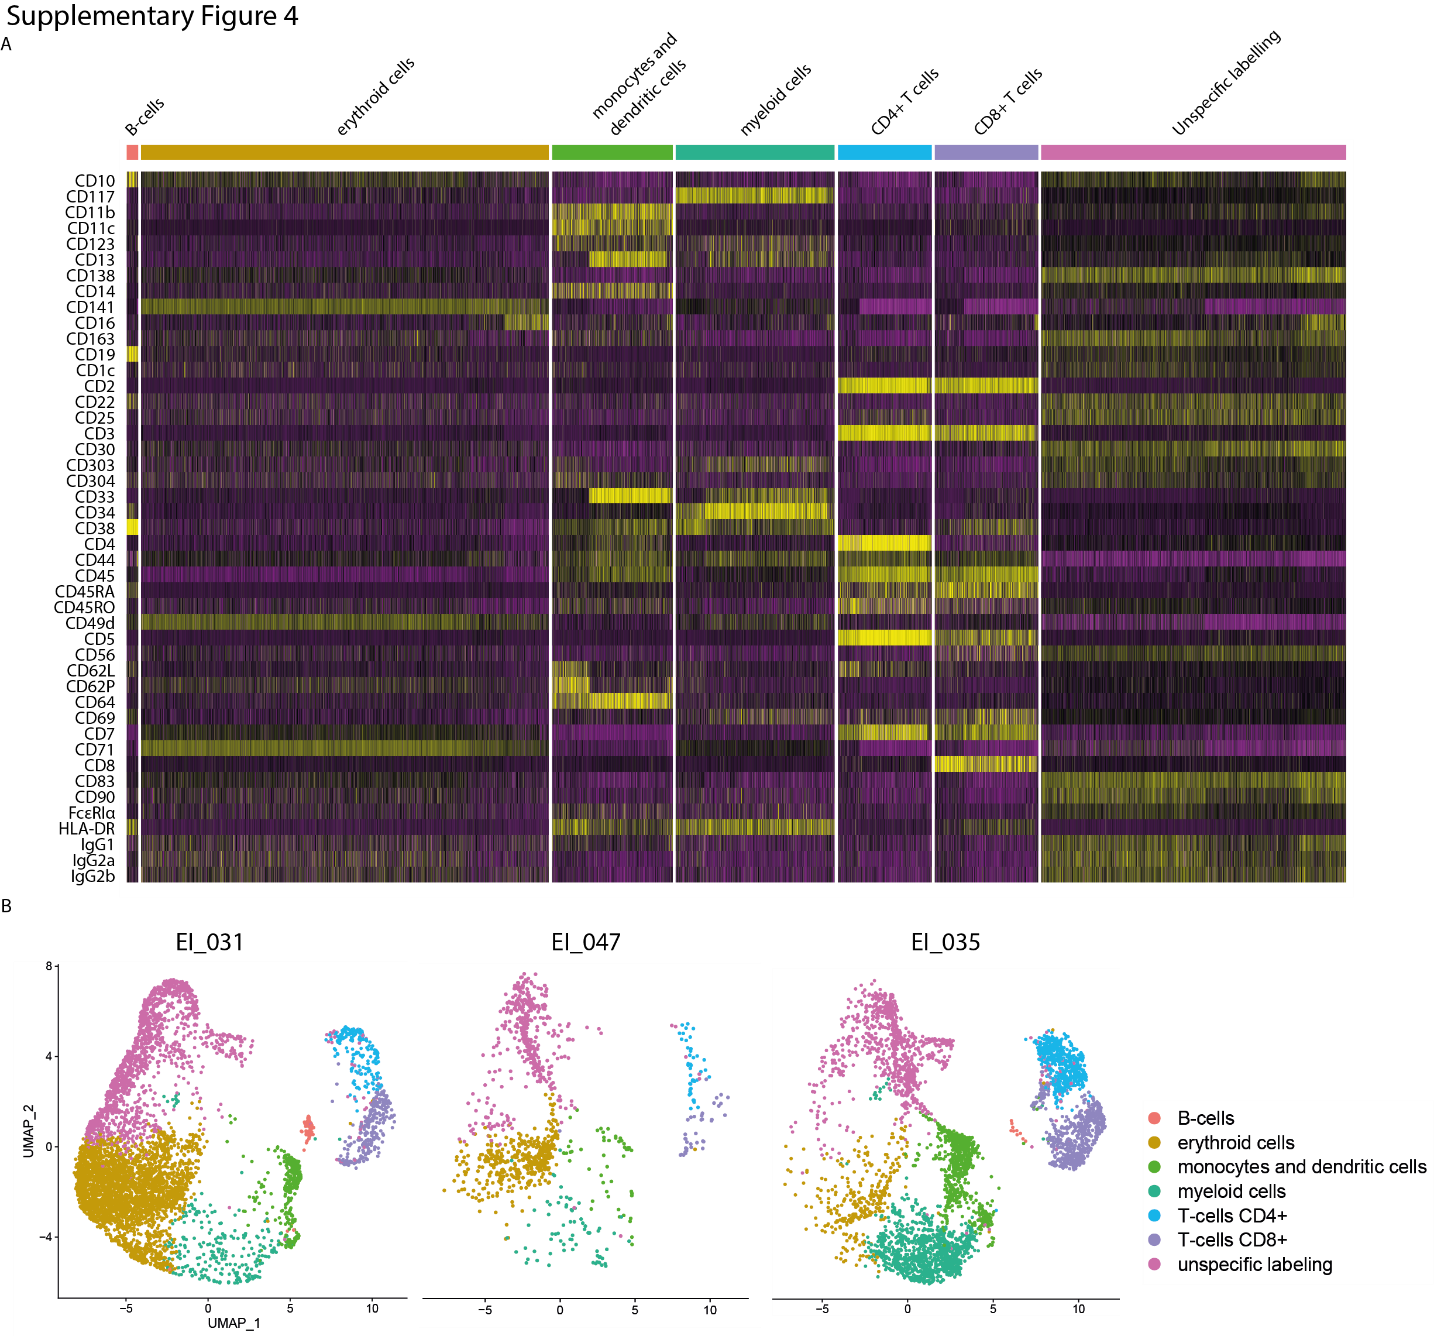 Supplementary Figure 4
A
B-cells
erythroid cells
monocytes and
dendritic cells
myeloid cells
CD4+ T cells
CD8+ T cells
Unspecific labelling
CD10
CD117
CD11b
CD11c
CD123
CD13
CD138
CD14
CD141
CD16
CD163
CD19
CD1c
CD2
CD22
CD25
CD3
CD30
CD303
CD304
CD33
CD34
CD38
CD4
CD44
CD45
CD45RA
CD45RO
CD49d
CD5
CD56
CD62L
CD62P
CD64
CD69
CD7
CD71
CD8
CD83
CD90
FcεRIα
HLA-DR
IgG1
IgG2a
IgG2b
B
EI_031
EI_047
EI_035
8
4
0
−4
UMAP_2
−5
0
5
10
UMAP_1
−5
0
5
10
−5
0
5
10
B-cells
erythroid cells
monocytes and dendritic cells
myeloid cells
T-cells CD4+
T-cells CD8+
unspecific labeling